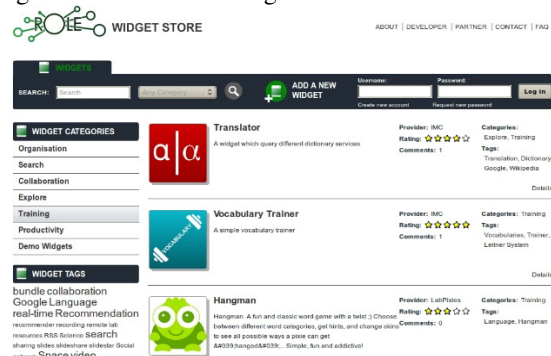 ROLE WIDGET STORE
ABOUT | DEVELOPER | PARTNER | CONTACT | FAQ
WIDGETS
SEARCH: Search Any Category ADD A NEW WIDGET
Username: Password:
Log in
Create new account Request new password
WIDGET CATEGORIES
Organisation
Search
Collaboration
Explore
Training
Productivity
Demo Widgets
WIDGET TAGS
bundle collaboration
Google Language
real-time Recommendation
recommender recording remote lab
resources RSS Science search
sharing slides slideshare slidestar Social
Space video
a|α
Translator
A widget which query different dictionary services
Provider: IMC
Rating:
Comments: 1
Categories:
Explore, Training
Tags:
Translation, Dictionary
Google, Wikipedia
Details
VOCABULARY
Vocabulary Trainer
A simple vocabulary trainer
Provider: IMC
Rating:
Comments: 1
Categories: Training
Tags:
Vocabularies, Trainer,
Leitner System
Details
Hangman
Hangman. A fun and classic word game with a twist :) Choose
between different word categories, get hints, and change skins
to see all possible ways a pixie can get
&#039;hanged&#039;... Simple, fun and addictive!
Provider: LabPixies
Rating:
Comments: 0
Categories: Training
Tags:
Language, Hangman